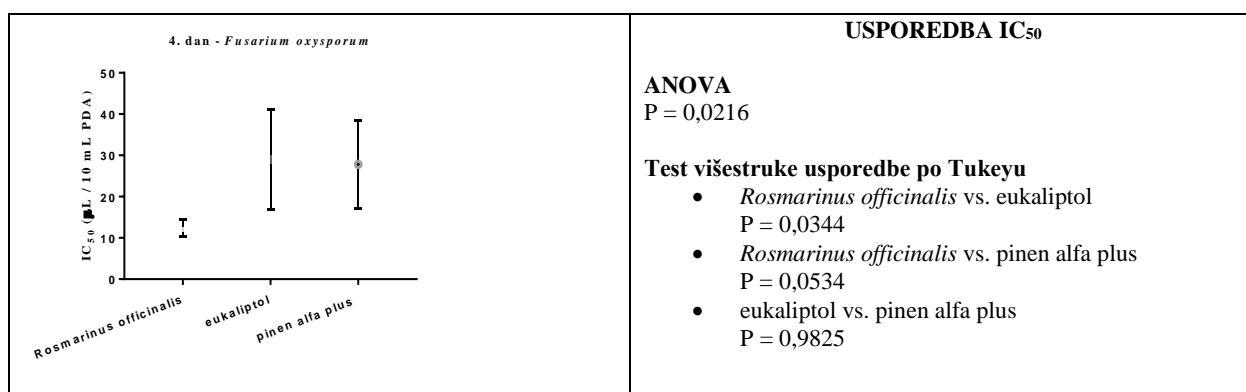 4. dan - Fusarium oxysporum
50
40
30
20
10
0
IC50 (µL / 10 mL PDA)
Rosmarinus officinalis
eukaliptol
pinen alfa plus
USPOREDBA IC50
ANOVA
P = 0,0216
Test višestruke usporedbe po Tukeyu
• Rosmarinus officinalis vs. eukaliptol
P = 0,0344
• Rosmarinus officinalis vs. pinen alfa plus
P = 0,0534
• eukaliptol vs. pinen alfa plus
P = 0,9825